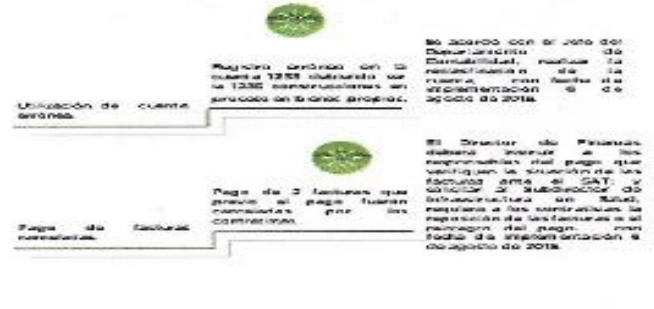 De acuerdo con el Jefe del
Departamento de
Contabilidad, realizar la
reclasificación de la
cuenta, con fecha de
implementación 6 de
agosto de 2018.
Registro erróneo en la
cuenta 1235 debiendo ser
la 1236 construcciones en
proceso en bienes propios.
Utilización de cuenta
errónea.
El Director de Finanzas
deberá instruir a los
responsables del pago que
verifiquen la situación de las
facturas ante el SAT; y
solicitar al Subdirector de
Infraestructura en Salud,
requiera a los contratistas la
reposición de las facturas o el
reintegro del pago, con
fecha de implementación 6
de agosto de 2018.
Pago de 2 facturas que
previo al pago fueron
canceladas por los
contratistas.
Pago de facturas
canceladas.